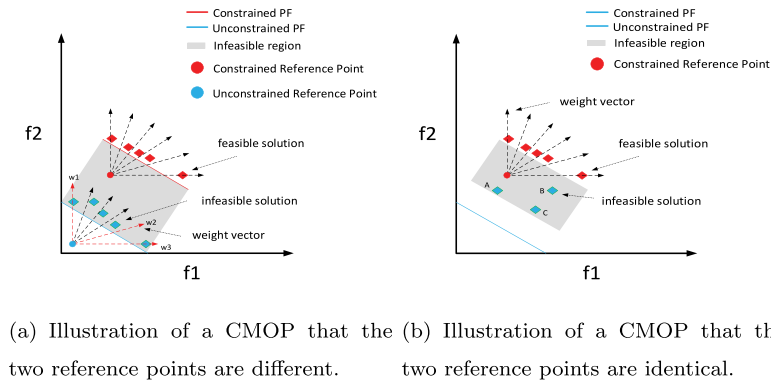 Constrained PF
Unconstrained PF
Infeasible region
Constrained Reference Point
Unconstrained Reference Point
f2
feasible solution
infeasible solution
weight vector
w1
w2
w3
f1
Constrained PF
Unconstrained PF
Infeasible region
Constrained Reference Point
weight vector
f2
feasible solution
infeasible solution
A
B
C
f1
(a) Illustration of a CMOP that the
two reference points are different.
(b) Illustration of a CMOP that th
two reference points are identical.